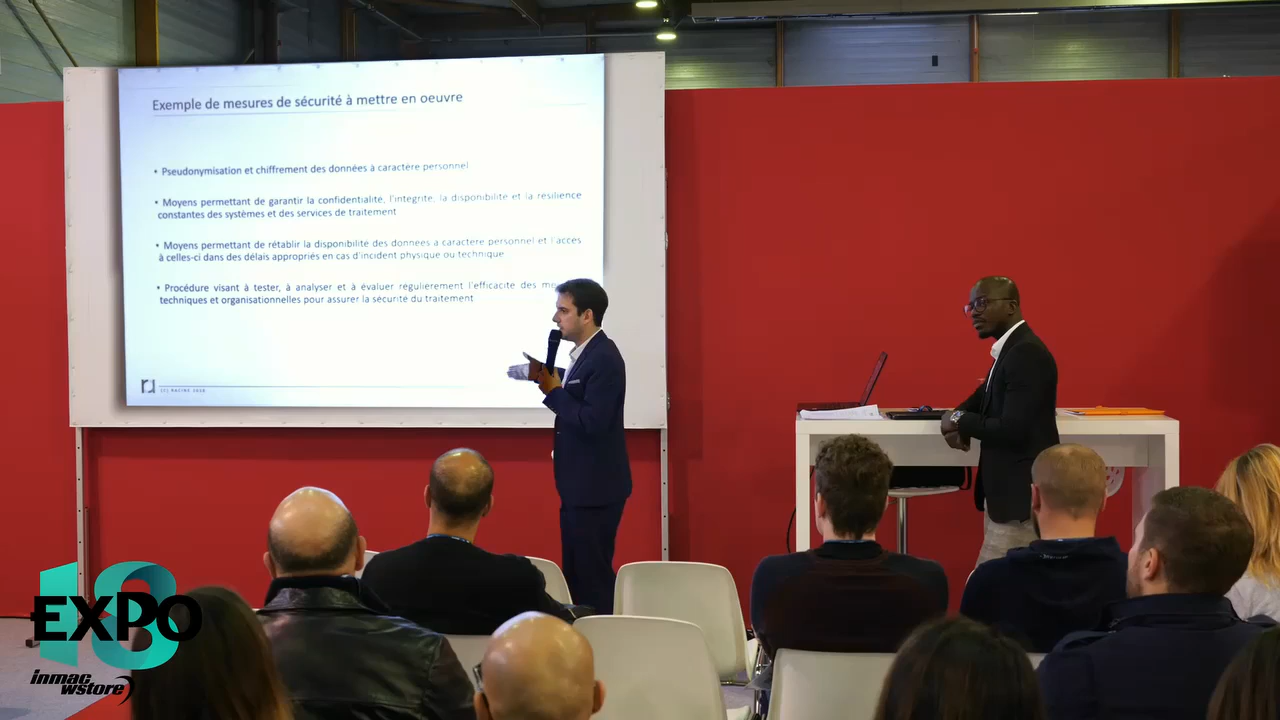 Exemple de mesures de sécurité à mettre en oeuvre
• Pseudonymisation et chiffrement des données à caractère personnel
• Moyens permettant de garantir la confidentialité, l'intégrité, la disponibilité et la résilience
constantes des systèmes et des services de traitement
• Moyens permettant de rétablir la disponibilité des données à caractère personnel et l'accès
à celles-ci dans des délais appropriés en cas d'incident physique ou technique
• Procédure visant à tester, à analyser et à évaluer régulièrement l'efficacité des me
techniques et organisationnelles pour assurer la sécurité du traitement
(C) RACINE 2018
18
EXPO
inmac
wstore